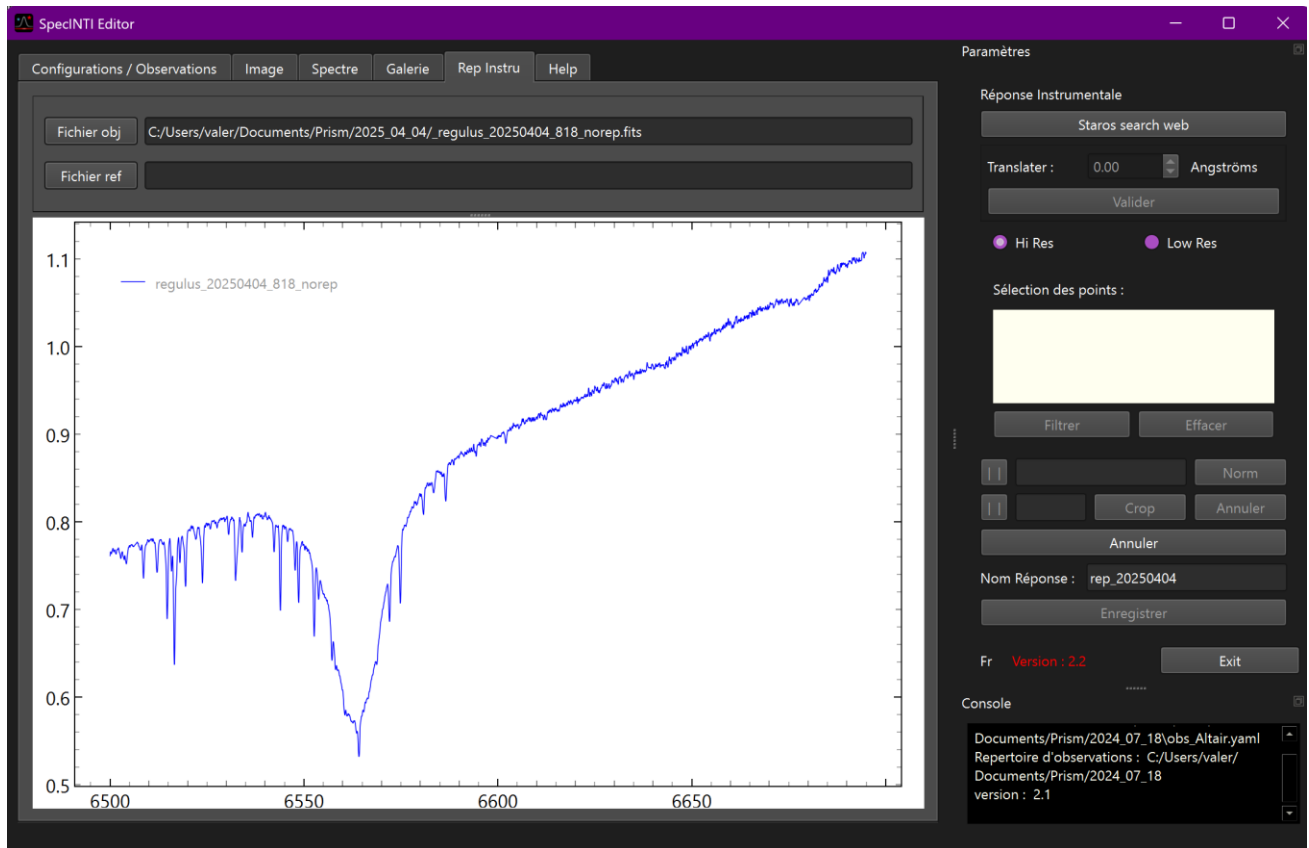 SpecINTI Editor
Configurations / Observations Image Spectre Galerie Rep Instru Help
Fichier obj C:/Users/valer/Documents/Prism/2025_04_04/_regulus_20250404_818_norep.fits
Fichier ref
1.1
regulus_20250404_818_norep
1.0
0.9
0.8
0.7
0.6
0.5
6500 6550 6600 6650
Paramètres
Réponse Instrumentale
Staros search web
Translater : 0.00 Angströms
Valider
Hi Res Low Res
Sélection des points :
Filtrer Effacer
[ ] Norm
[ ] Crop Annuler
Annuler
Nom Réponse : rep_20250404
Enregistrer
Fr Version : 2.2 Exit
Console
Documents/Prism/2024_07_18\obs_Altair.yaml
Repertoire d'observations : C:/Users/valer/
Documents/Prism/2024_07_18
version : 2.1